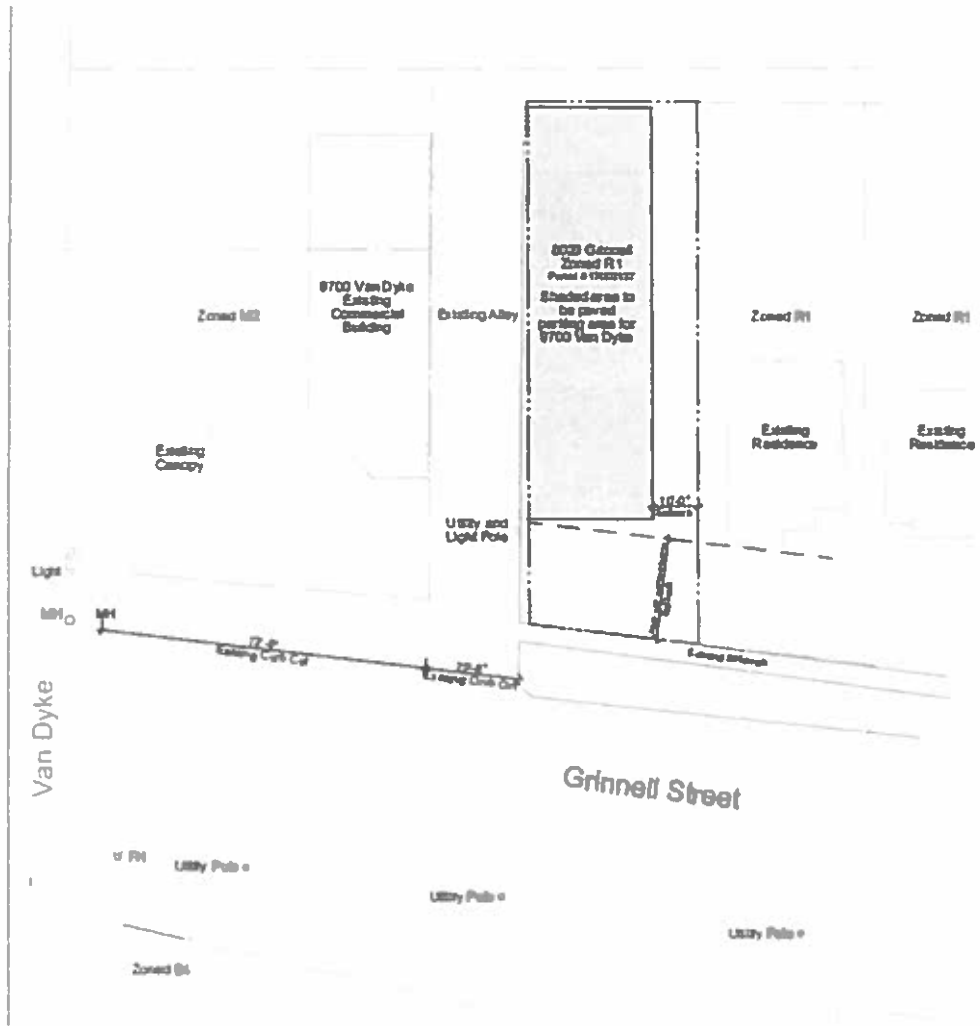 Grinnell
Zoned R1
Shaded area to
be paved
parking area for
9700 Van Dyke
9700 Van Dyke
Existing
Commercial
Building
Existing Alley
Zoned M2
Zoned R1
Zoned R1
Existing
Canopy
Existing
Residence
Existing
Residence
10'-0"
Utility and
Light Pole
Light
MH
MH
Existing Curb Cut
Existing Curb Cut
Existing Sidewalk
Van Dyke
Grinnell Street
Utility Pole
Utility Pole
Utility Pole
Zoned